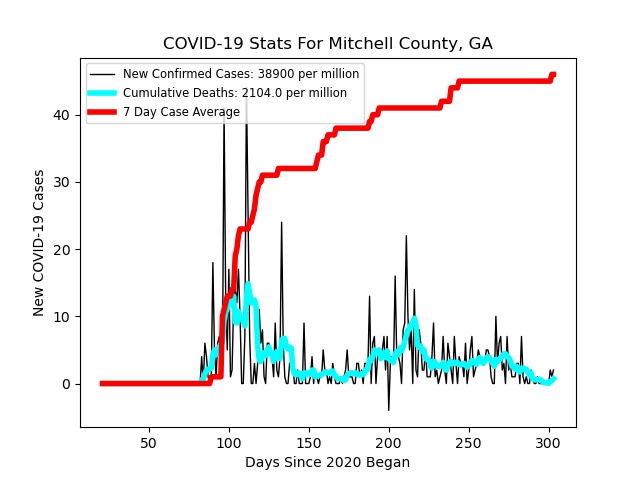 COVID-19 Stats For Mitchell County, GA
New Confirmed Cases: 38900 per million
Cumulative Deaths: 2104.0 per million
7 Day Case Average
New COVID-19 Cases
40
30
20
10
0
50 100 150 200 250 300
Days Since 2020 Began